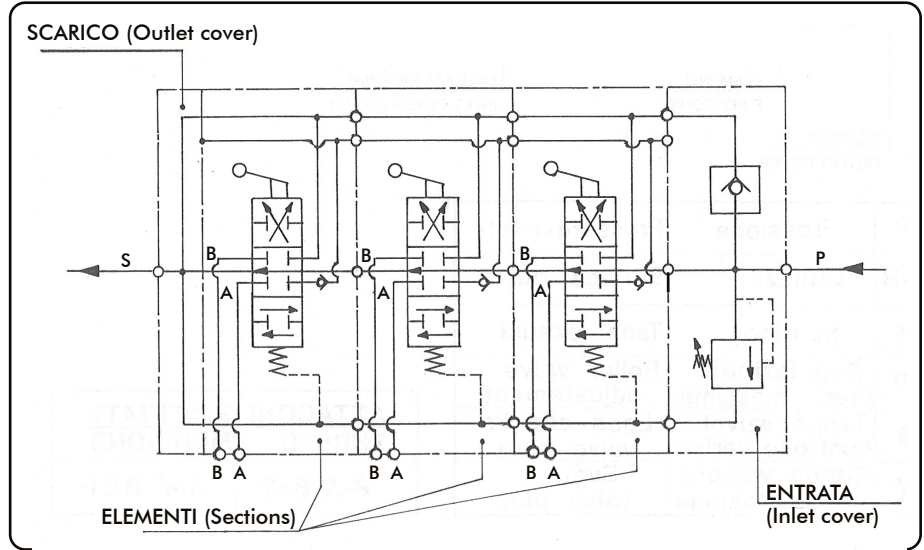 SCARICO (Outlet cover)
S
P
B
A
B
A
B
A
B A
B A
B A
ELEMENTI (Sections)
ENTRATA
(Inlet cover)